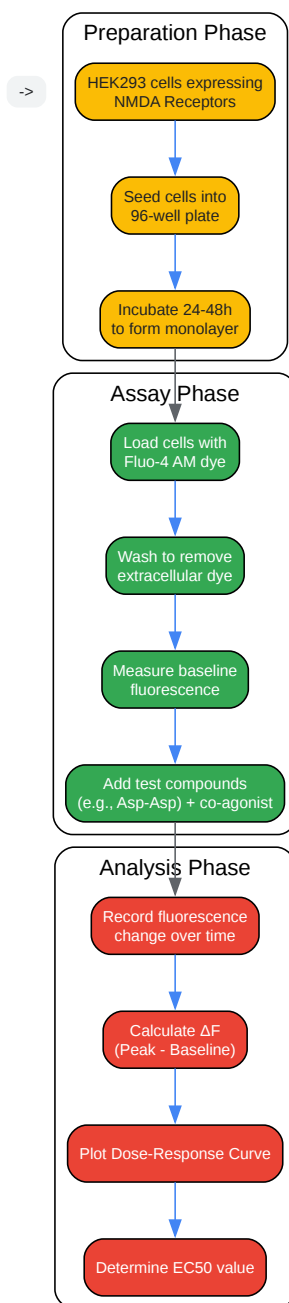 Preparation Phase
->
HEK293 cells expressing
NMDA Receptors
Seed cells into
96-well plate
Incubate 24-48h
to form monolayer
Assay Phase
Load cells with
Fluo-4 AM dye
Wash to remove
extracellular dye
Measure baseline
fluorescence
Add test compounds
(e.g., Asp-Asp) + co-agonist
Analysis Phase
Record fluorescence
change over time
Calculate ΔF
(Peak - Baseline)
Plot Dose-Response Curve
Determine EC50 value